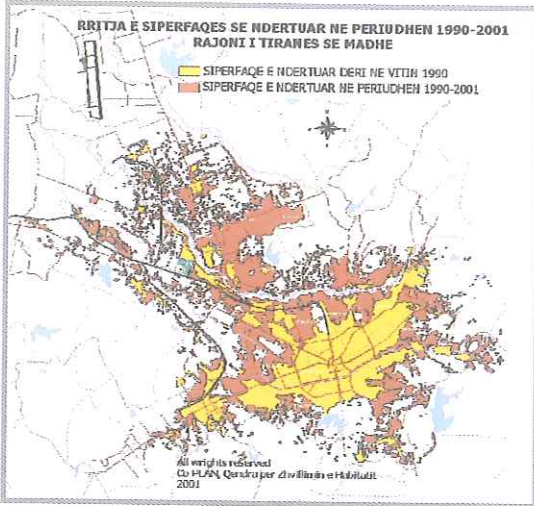 RRITJA E SIPERFAQES SE NDERTUAR NE PERIUDHEN 1990-2001
RAJONI I TIRANES SE MADHE
SIPERFAQE E NDERTUAR DERI NE VITIN 1990
SIPERFAQE E NDERTUAR NE PERIUDHEN 1990-2001
All wrights reserved
Co-PLAN, Qendra per Zhvillimin e Habitatit
2001